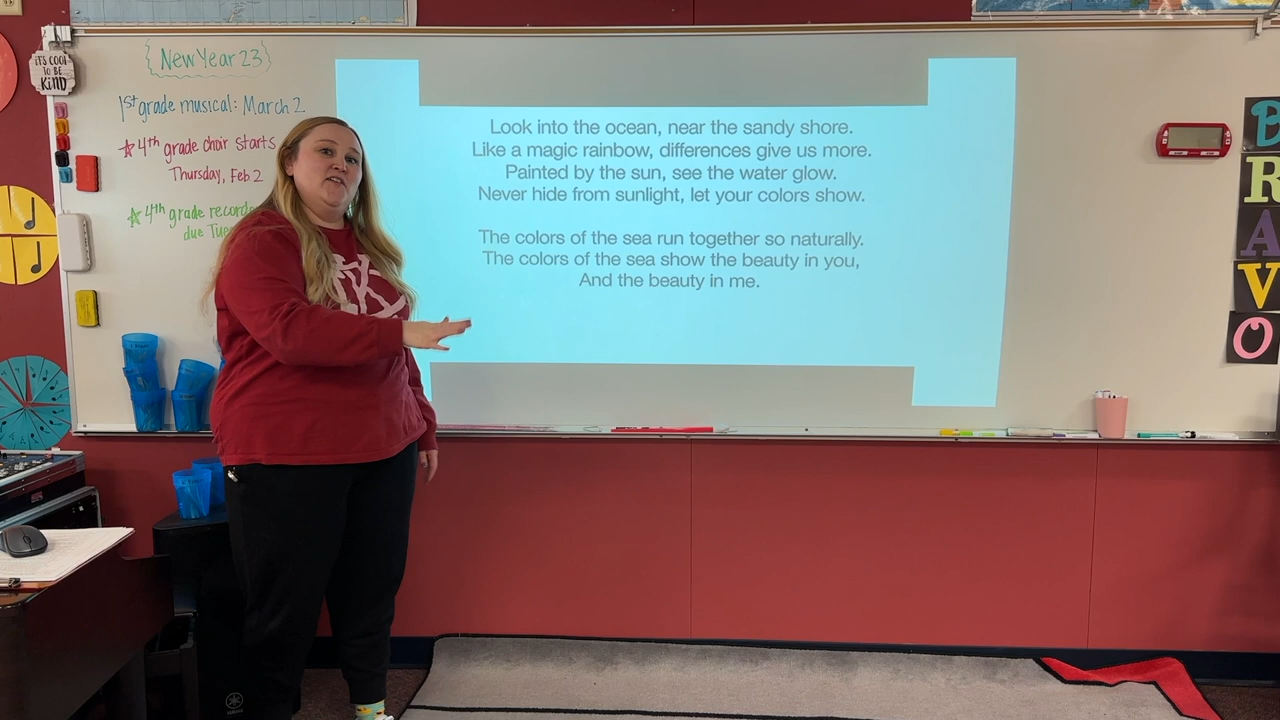 IT'S COOL
TO BE
KIND
New Year 23
1st grade musical: March 2
☆4th grade choir starts
Thursday, Feb. 2
☆4th grade
due
Look into the ocean, near the sandy shore.
Like a magic rainbow, differences give us more.
Painted by the sun, see the water glow.
Never hide from sunlight, let your colors show.
The colors of the sea run together so naturally.
The colors of the sea show the beauty in you,
And the beauty in me.
BRAVO
YAMAHA